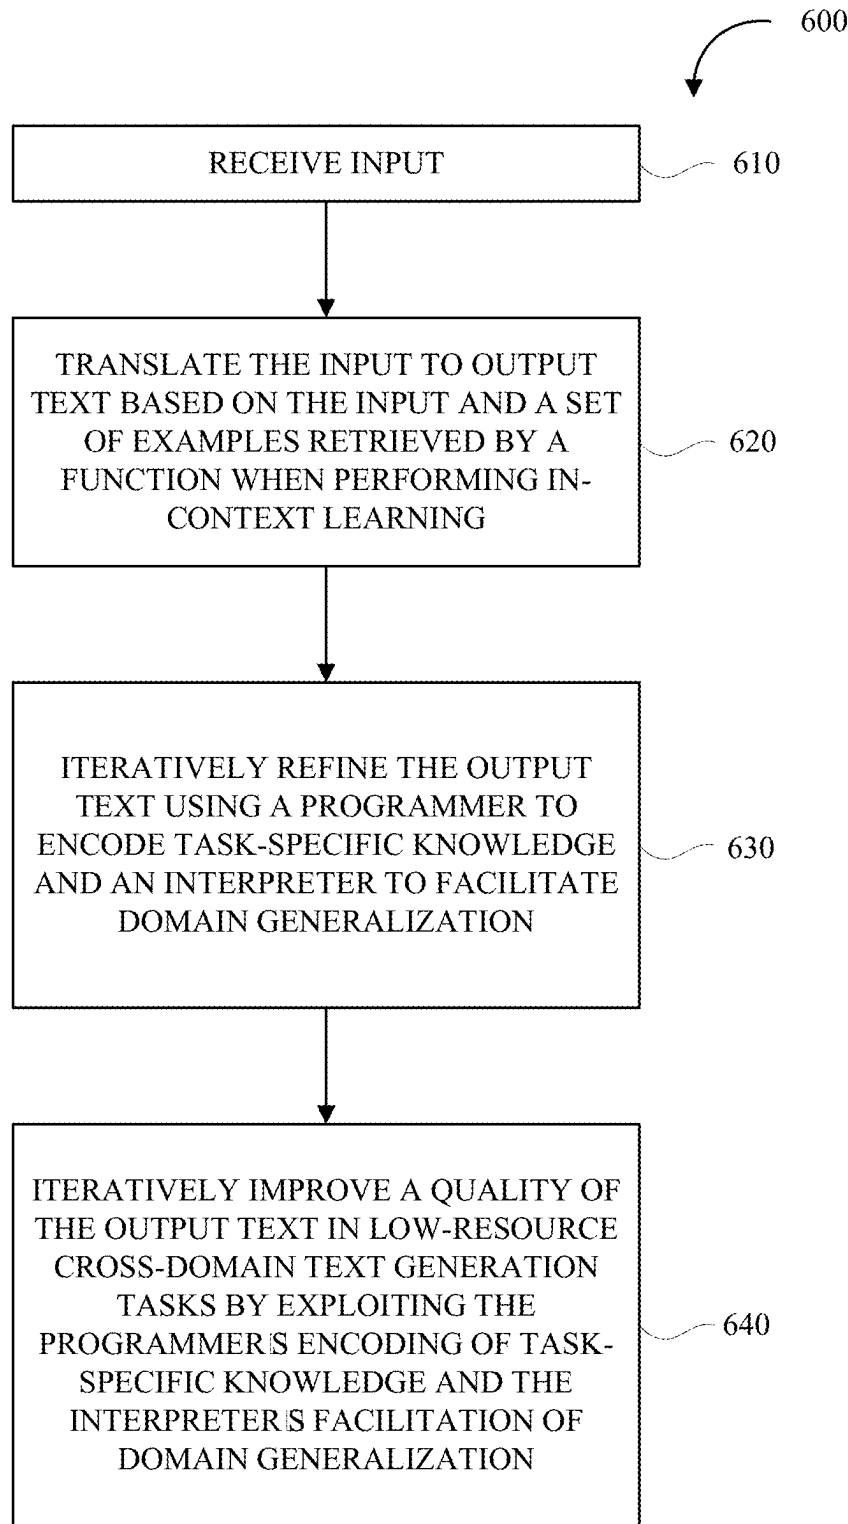 600
RECEIVE INPUT
610
TRANSLATE THE INPUT TO OUTPUT
TEXT BASED ON THE INPUT AND A SET
OF EXAMPLES RETRIEVED BY A
FUNCTION WHEN PERFORMING IN-
CONTEXT LEARNING
620
ITERATIVELY REFINE THE OUTPUT
TEXT USING A PROGRAMMER TO
ENCODE TASK-SPECIFIC KNOWLEDGE
AND AN INTERPRETER TO FACILITATE
DOMAIN GENERALIZATION
630
ITERATIVELY IMPROVE A QUALITY OF
THE OUTPUT TEXT IN LOW-RESOURCE
CROSS-DOMAIN TEXT GENERATION
TASKS BY EXPLOITING THE
PROGRAMMER|S ENCODING OF TASK-
SPECIFIC KNOWLEDGE AND THE
INTERPRETER|S FACILITATION OF
DOMAIN GENERALIZATION
640